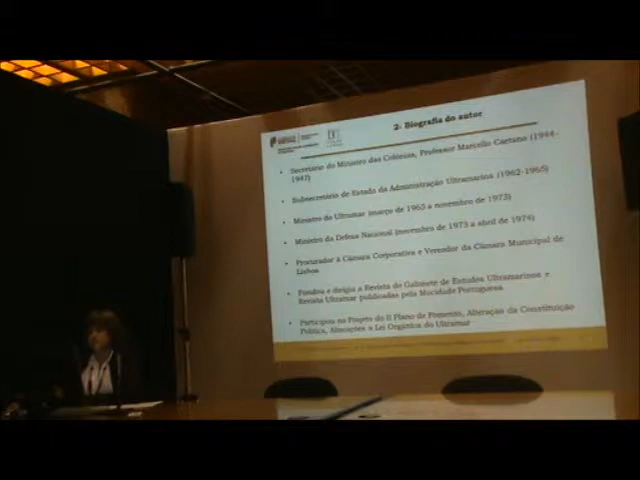 2- Biografia do autor
• Secretário do Ministro das Colónias, Professor Marcello Caetano (1944-
1947)
• Subsecretário de Estado da Administração Ultramarina (1962-1965)
• Ministro do Ultramar (março de 1965 a novembro de 1973)
• Ministro da Defesa Nacional (novembro de 1973 a abril de 1974)
• Procurador à Câmara Corporativa e Vereador da Câmara Municipal de
Lisboa
• Fundou e dirigiu a Revista do Gabinete de Estudos Ultramarinos e
Revista Ultramar publicadas pela Mocidade Portuguesa
• Participou no Projeto do II Plano de Fomento, Alteração da Constituição
Política, Alterações a Lei Orgânica do Ultramar